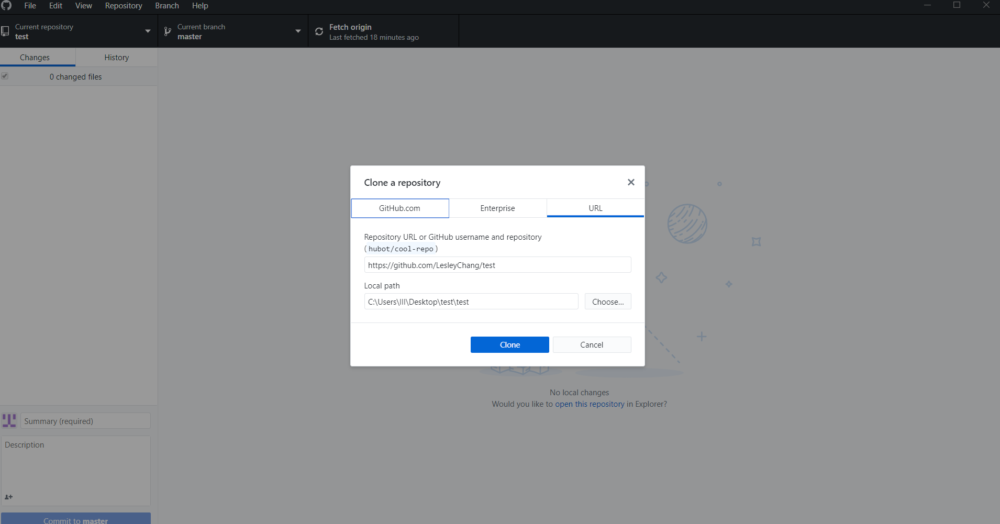 File Edit View Repository Branch Help
Current repository
test
Current branch
master
Fetch origin
Last fetched 18 minutes ago
Changes History
0 changed files
Clone a repository
GitHub.com Enterprise URL
Repository URL or GitHub username and repository
(hubot/cool-repo)
https://github.com/LesleyChang/test
Local path
C:\Users\III\Desktop\test\test
Choose...
Clone Cancel
No local changes
Would you like to open this repository in Explorer?
Summary (required)
Description
Commit to master